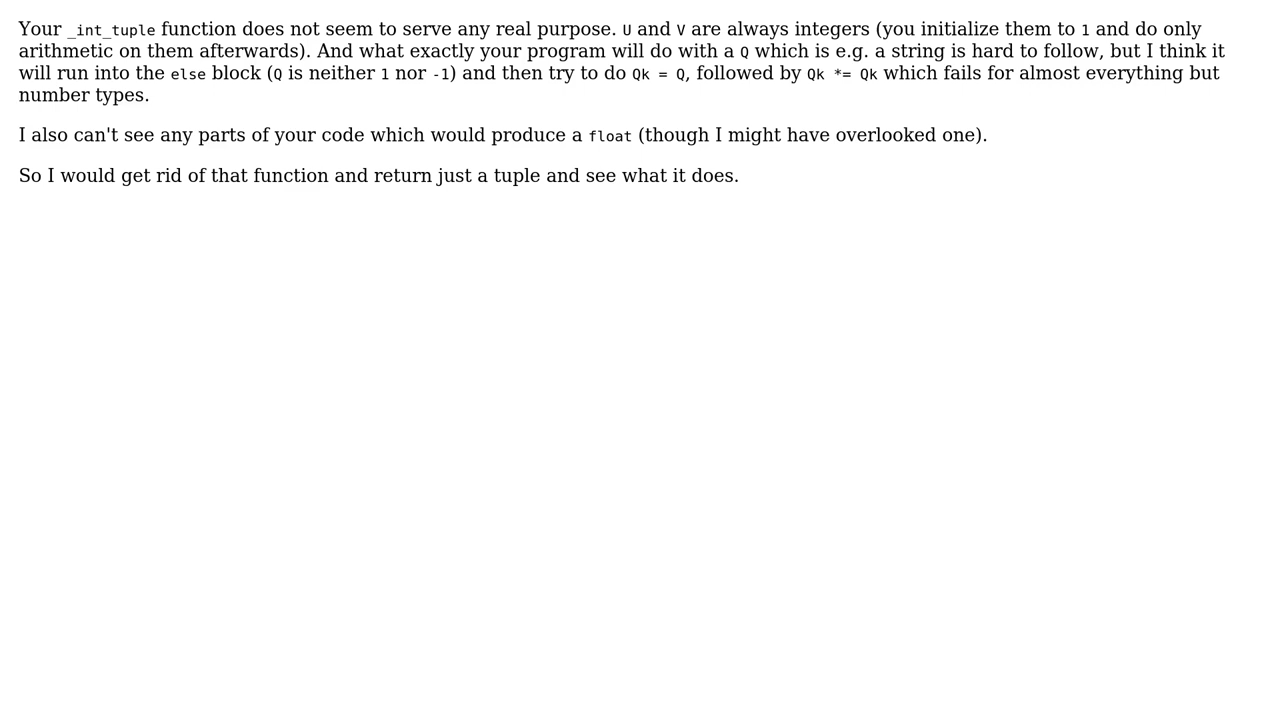 Your _int_tuple function does not seem to serve any real purpose. U and V are always integers (you initialize them to 1 and do only
arithmetic on them afterwards). And what exactly your program will do with a Q which is e.g. a string is hard to follow, but I think it
will run into the else block (Q is neither 1 nor -1) and then try to do Qk = Q, followed by Qk *= Qk which fails for almost everything but
number types.
I also can't see any parts of your code which would produce a float (though I might have overlooked one).
So I would get rid of that function and return just a tuple and see what it does.